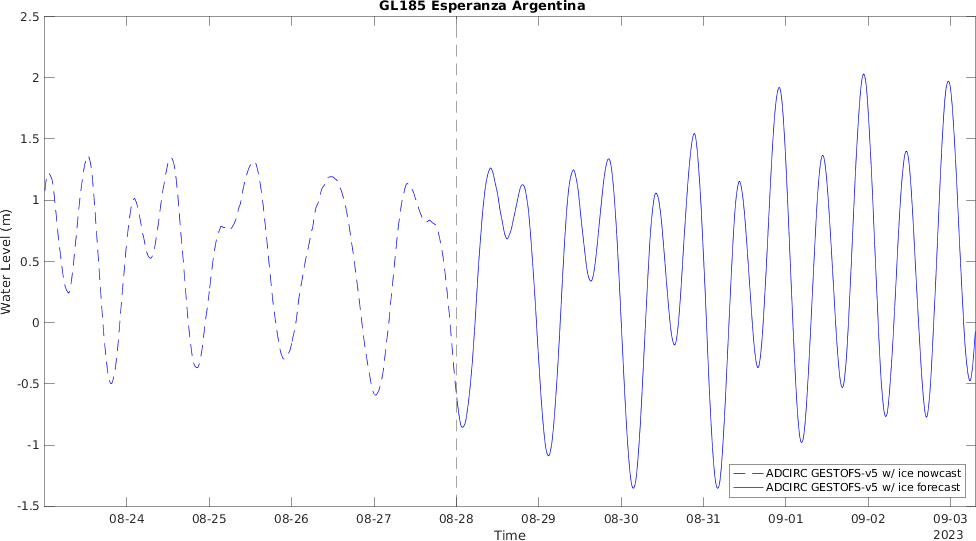 GL185 Esperanza Argentina
2.5
2
1.5
1
0.5
0
-0.5
-1
-1.5
Water Level (m)
ADCIRC GESTOFS-v5 w/ ice nowcast
ADCIRC GESTOFS-v5 w/ ice forecast
08-24 08-25 08-26 08-27 08-28 08-29 08-30 08-31 09-01 09-02 09-03
Time
2023